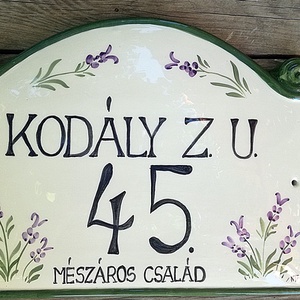 KODÁLY Z. U.
45.
MÉSZÁROS CSALÁD